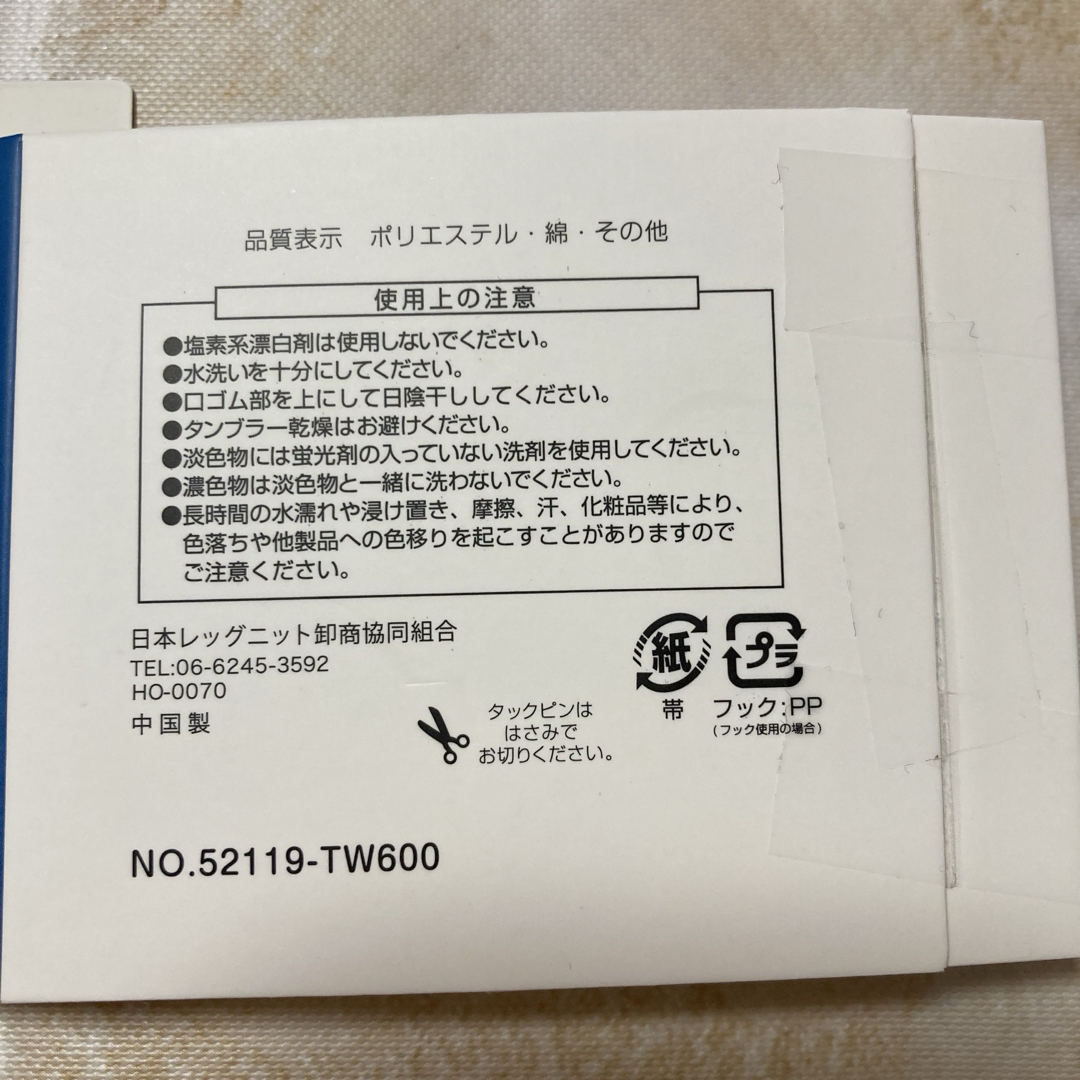 品質表示　ポリエステル・綿・その他
使用上の注意
●塩素系漂白剤は使用しないでください。
●水洗いを十分にしてください。
●口ゴム部を上にして日陰干ししてください。
●タンブラー乾燥はお避けください。
●淡色物には蛍光剤の入っていない洗剤を使用してください。
●濃色物は淡色物と一緒に洗わないでください。
●長時間の水濡れや浸け置き、摩擦、汗、化粧品等により、
色落ちや他製品への色移りを起こすことがありますので
ご注意ください。
日本レッグニット卸商協同組合
TEL:06-6245-3592
HO-0070
中国製
タックピンは
はさみで
お切りください。
紙
帯
プラ
フック:PP
(フック使用の場合)
NO.52119-TW600